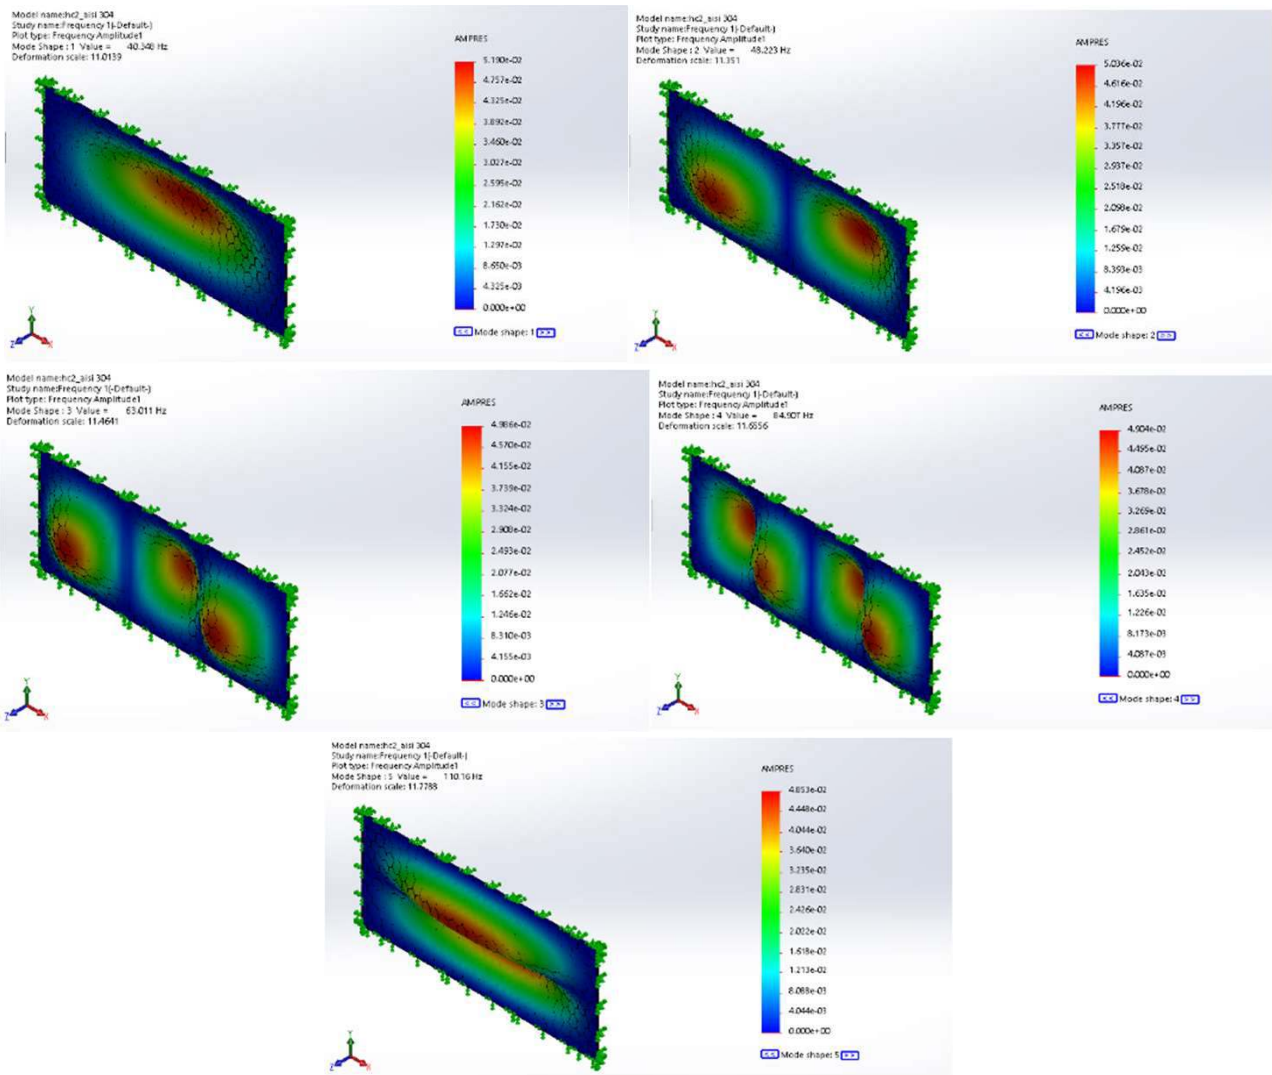 Model name:hc2_aisi 304
Study name:Frequency 1(-Default-)
Plot type: Frequency Amplitude1
Mode Shape : 1 Value = 40.348 Hz
Deformation scale: 11.0139
AMPRES
5.190e-02
4.757e-02
4.325e-02
3.892e-02
3.460e-02
3.027e-02
2.595e-02
2.162e-02
1.730e-02
1.297e-02
8.650e-03
4.325e-03
0.000e+00
<< Mode shape: 1 >>
Y
Z
X
Model name:hc2_aisi 304
Study name:Frequency 1(-Default-)
Plot type: Frequency Amplitude1
Mode Shape : 2 Value = 48.223 Hz
Deformation scale: 11.351
AMPRES
5.036e-02
4.616e-02
4.196e-02
3.777e-02
3.357e-02
2.937e-02
2.518e-02
2.098e-02
1.679e-02
1.259e-02
8.393e-03
4.196e-03
0.000e+00
<< Mode shape: 2 >>
Y
Z
X
Model name:hc2_aisi 304
Study name:Frequency 1(-Default-)
Plot type: Frequency Amplitude1
Mode Shape : 3 Value = 63.011 Hz
Deformation scale: 11.4641
AMPRES
4.986e-02
4.570e-02
4.155e-02
3.739e-02
3.324e-02
2.908e-02
2.493e-02
2.077e-02
1.662e-02
1.246e-02
8.310e-03
4.155e-03
0.000e+00
<< Mode shape: 3 >>
Y
Z
X
Model name:hc2_aisi 304
Study name:Frequency 1(-Default-)
Plot type: Frequency Amplitude1
Mode Shape : 4 Value = 84.907 Hz
Deformation scale: 11.6556
AMPRES
4.904e-02
4.495e-02
4.087e-02
3.678e-02
3.269e-02
2.861e-02
2.452e-02
2.043e-02
1.635e-02
1.226e-02
8.173e-03
4.087e-03
0.000e+00
<< Mode shape: 4 >>
Y
Z
X
Model name:hc2_aisi 304
Study name:Frequency 1(-Default-)
Plot type: Frequency Amplitude1
Mode Shape : 5 Value = 110.16 Hz
Deformation scale: 11.7788
AMPRES
4.853e-02
4.448e-02
4.044e-02
3.640e-02
3.235e-02
2.831e-02
2.426e-02
2.022e-02
1.618e-02
1.213e-02
8.088e-03
4.044e-03
0.000e+00
<< Mode shape: 5 >>
Y
Z
X